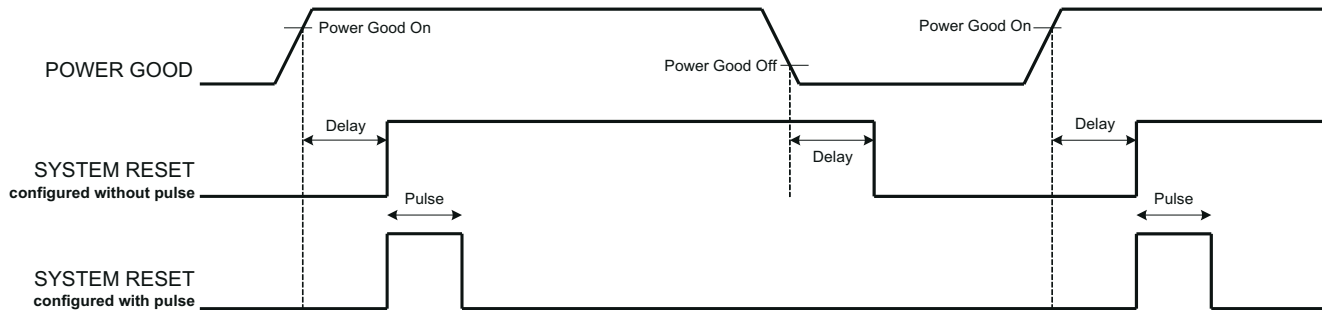 Power Good On
Power Good On
POWER GOOD
Power Good Off
Delay
Delay
Delay
SYSTEM RESET
configured without pulse
Pulse
Pulse
SYSTEM RESET
configured with pulse